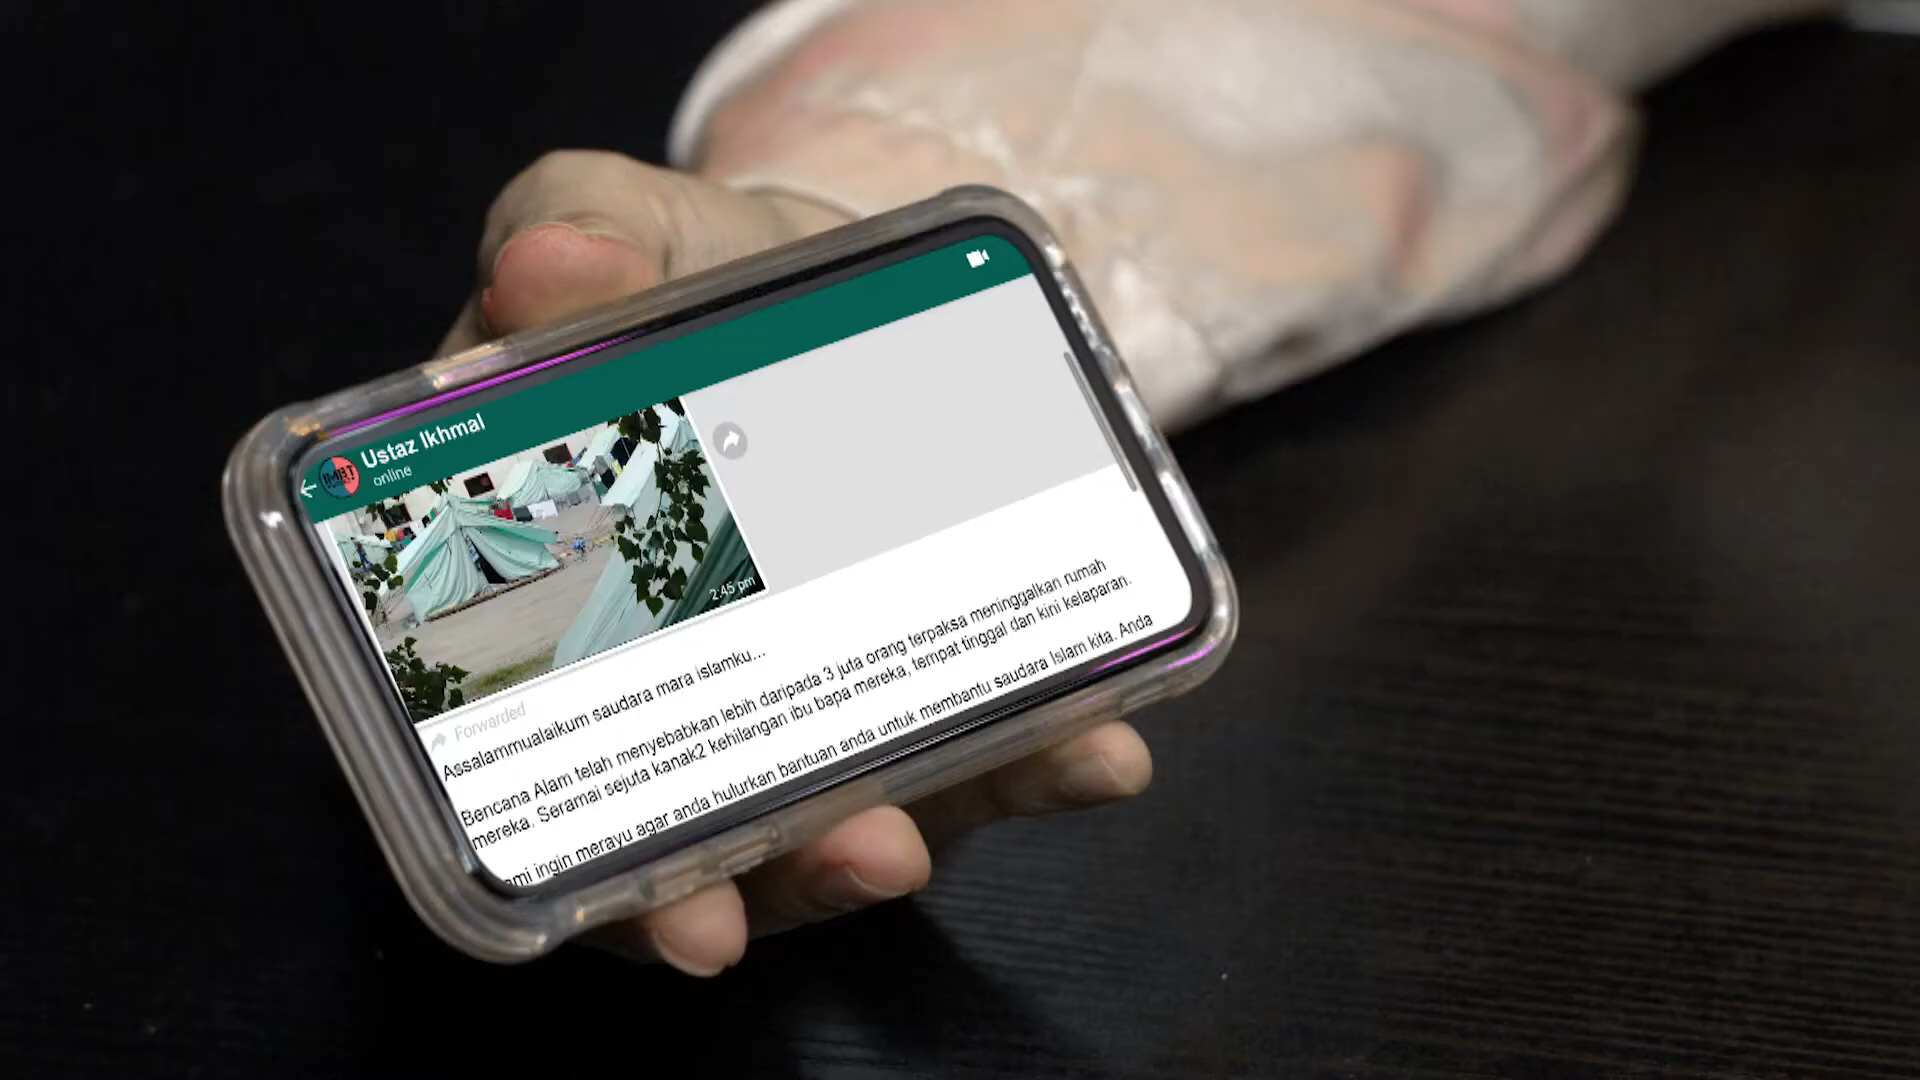 Ustaz Ikhmal
online
IMBT
2:45 pm
Forwarded
Assalammualaikum saudara mara islamku...
Bencana Alam telah menyebabkan lebih daripada 3 juta orang terpaksa meninggalkan rumah
mereka. Seramai sejuta kanak2 kehilangan ibu bapa mereka, tempat tinggal dan kini kelaparan.
ami ingin merayu agar anda hulurkan bantuan anda untuk membantu saudara Islam kita. Anda